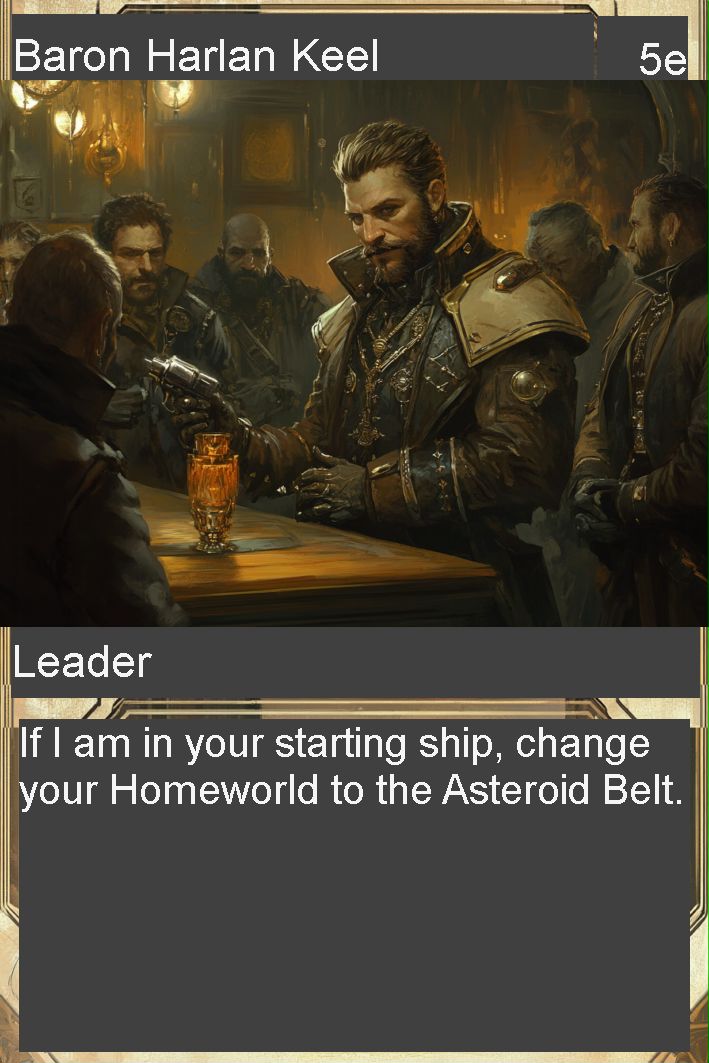 Baron Harlan Keel
5e
Leader
If I am in your starting ship, change
your Homeworld to the Asteroid Belt.